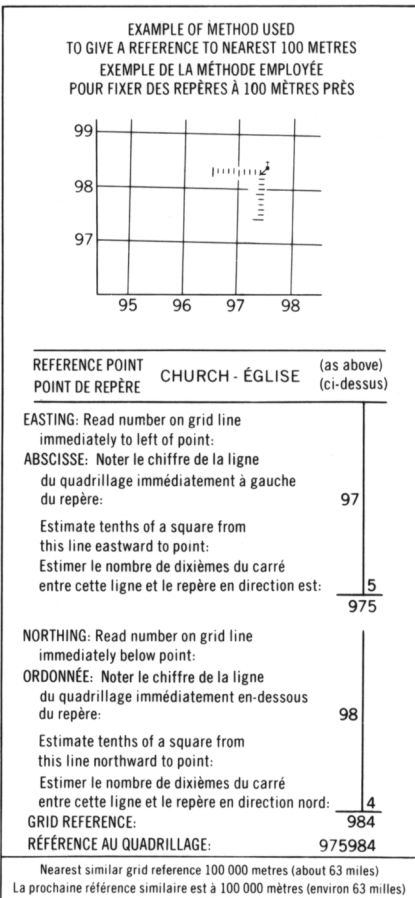 EXAMPLE OF METHOD USED
TO GIVE A REFERENCE TO NEAREST 100 METRES
EXEMPLE DE LA MÉTHODE EMPLOYÉE
POUR FIXER DES REPÈRES À 100 MÈTRES PRÈS
99
98
97
95 96 97 98
REFERENCE POINT
POINT DE REPÈRE
CHURCH - ÉGLISE
(as above)
(ci-dessus)
EASTING: Read number on grid line
immediately to left of point:
ABSCISSE: Noter le chiffre de la ligne
du quadrillage immédiatement à gauche
du repère: 97
Estimate tenths of a square from
this line eastward to point:
Estimer le nombre de dixièmes du carré
entre cette ligne et le repère en direction est: 5
975
NORTHING: Read number on grid line
immediately below point:
ORDONNÉE: Noter le chiffre de la ligne
du quadrillage immédiatement en-dessous
du repère: 98
Estimate tenths of a square from
this line northward to point:
Estimer le nombre de dixièmes du carré
entre cette ligne et le repère en direction nord: 4
GRID REFERENCE: 984
RÉFÉRENCE AU QUADRILLAGE: 975984
Nearest similar grid reference 100 000 metres (about 63 miles)
La prochaine référence similaire est à 100 000 mètres (environ 63 milles)